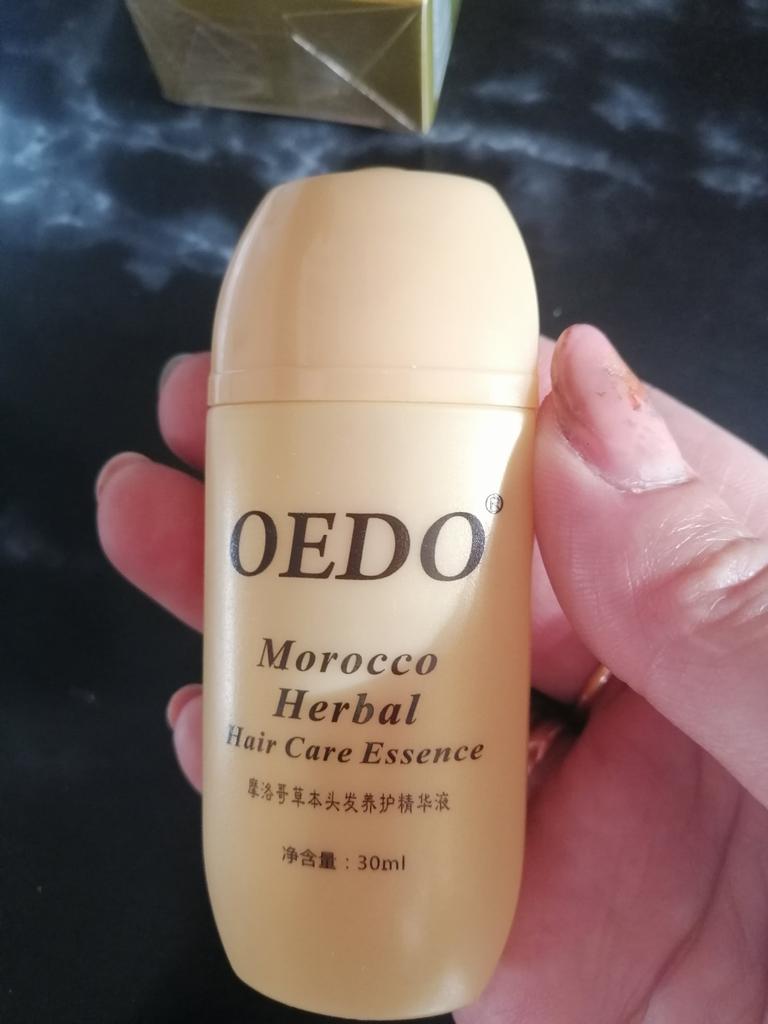 OEDO®
Morocco
Herbal
Hair Care Essence
摩洛哥草本头发养护精华液
净含量：30ml